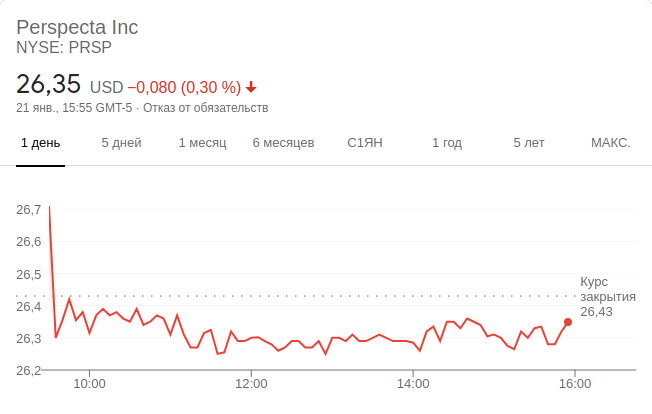 Perspecta Inc
NYSE: PRSP
26,35 USD −0,080 (0,30 %)
21 янв., 15:55 GMT-5 · Отказ от обязательств
1 день 5 дней 1 месяц 6 месяцев С1ЯН 1 год 5 лет МАКС.
26,7
26,6
26,5
26,4
26,3
26,2
Курс
закрытия
26,43
10:00 12:00 14:00 16:00